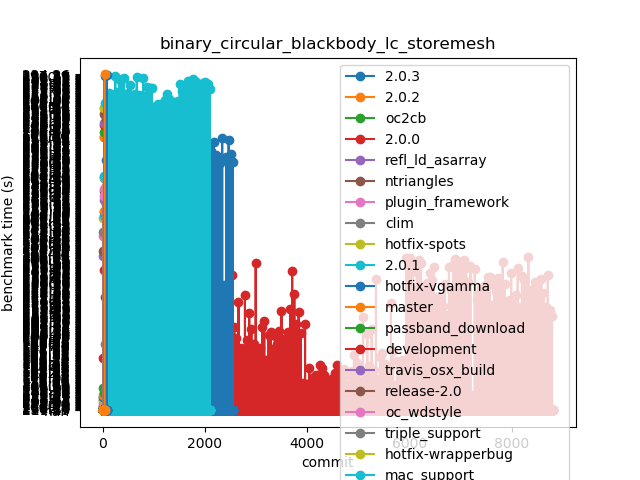 binary_circular_blackbody_lc_storemesh
benchmark time (s)
2.0.3
2.0.2
oc2cb
2.0.0
refl_ld_asarray
ntriangles
plugin_framework
clim
hotfix-spots
2.0.1
hotfix-vgamma
master
passband_download
development
travis_osx_build
release-2.0
oc_wdstyle
triple_support
hotfix-wrapperbug
mac_support
0 2000 4000 6000 8000
commit